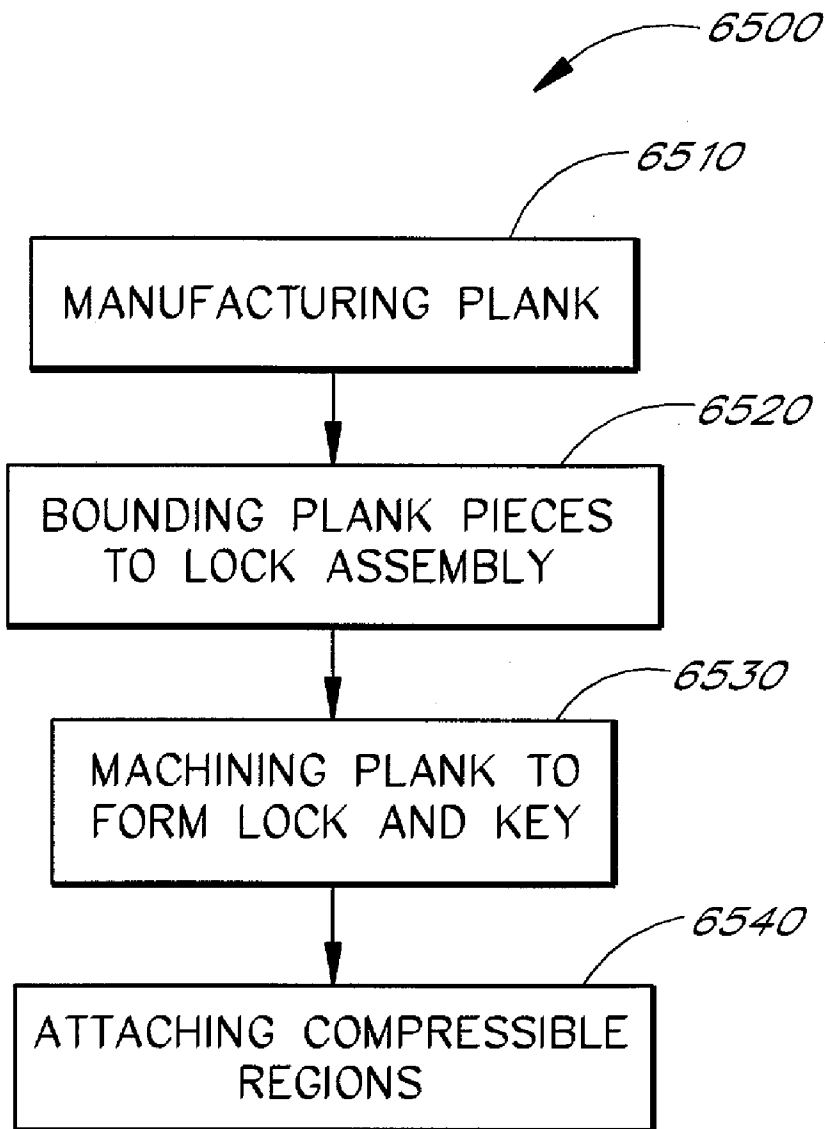 6500
6510
MANUFACTURING PLANK
6520
BOUNDING PLANK PIECES
TO LOCK ASSEMBLY
6530
MACHINING PLANK TO
FORM LOCK AND KEY
6540
ATTACHING COMPRESSIBLE
REGIONS